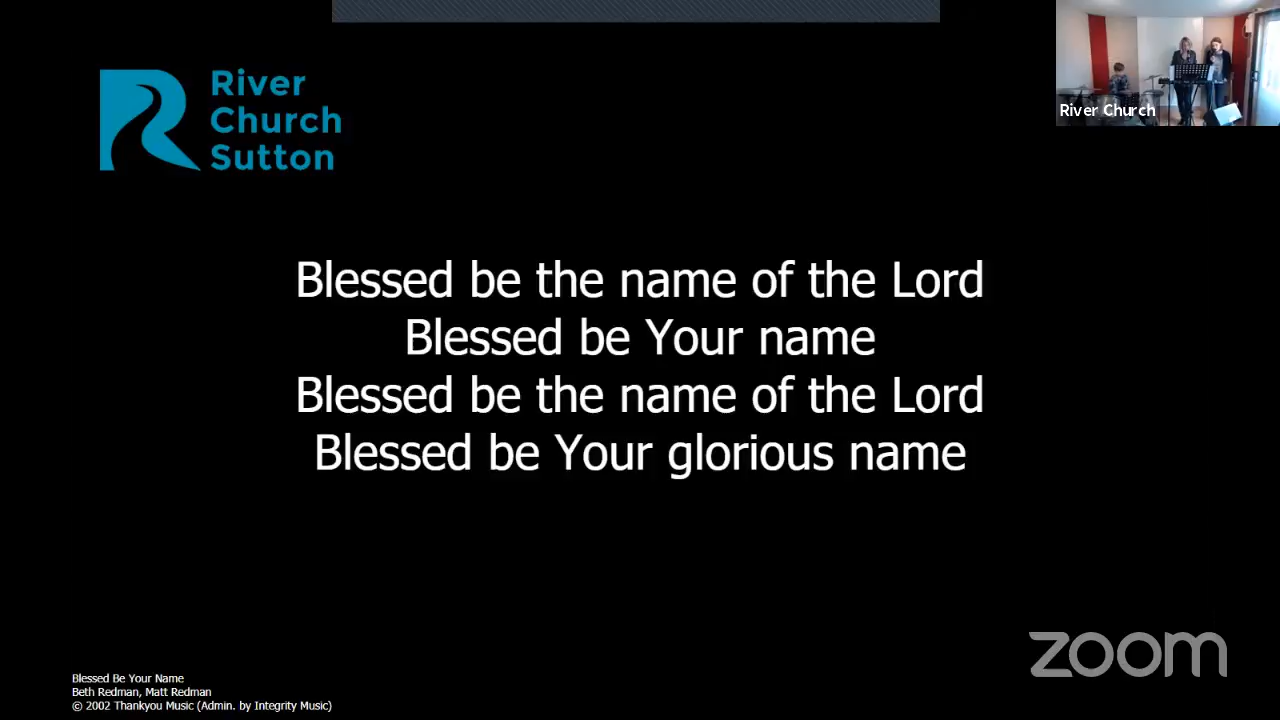 River
Church
Sutton
River Church
Blessed be the name of the Lord
Blessed be Your name
Blessed be the name of the Lord
Blessed be Your glorious name
zoom
Blessed Be Your Name
Beth Redman, Matt Redman
© 2002 Thankyou Music (Admin. by Integrity Music)